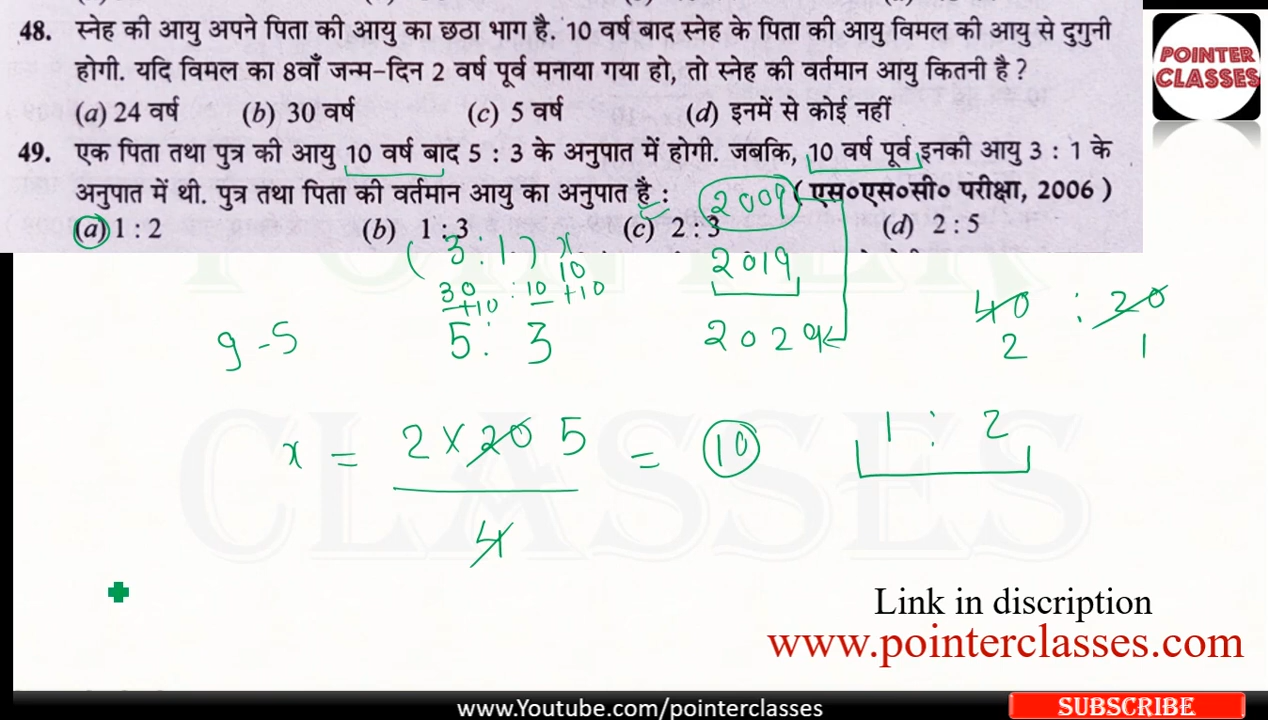 48. स्नेह की आयु अपने पिता की आयु का छठा भाग है. 10 वर्ष बाद स्नेह के पिता की आयु विमल की आयु से दुगुनी
होगी. यदि विमल का 8वाँ जन्म-दिन 2 वर्ष पूर्व मनाया गया हो, तो स्नेह की वर्तमान आयु कितनी है ?
(a) 24 वर्ष (b) 30 वर्ष (c) 5 वर्ष (d) इनमें से कोई नहीं
49. एक पिता तथा पुत्र की आयु 10 वर्ष बाद 5 : 3 के अनुपात में होगी. जबकि, 10 वर्ष पूर्व इनकी आयु 3 : 1 के
अनुपात में थी. पुत्र तथा पिता की वर्तमान आयु का अनुपात है : 2009 ( एस०एस०सी० परीक्षा, 2006 )
(a) 1 : 2 (b) 1 : 3 (c) 2 : 3 (d) 2 : 5
(3 : 1) x
10
2019
30 : 10
+10 +10
5 : 3
2029
40 : 20
2 1
9 - 5
x = 2 × 20 5 = 10
4
1 : 2
POINTER
CLASSES
POINTER
CLASSES
Link in discription
www.pointerclasses.com
www.Youtube.com/pointerclasses
SUBSCRIBE